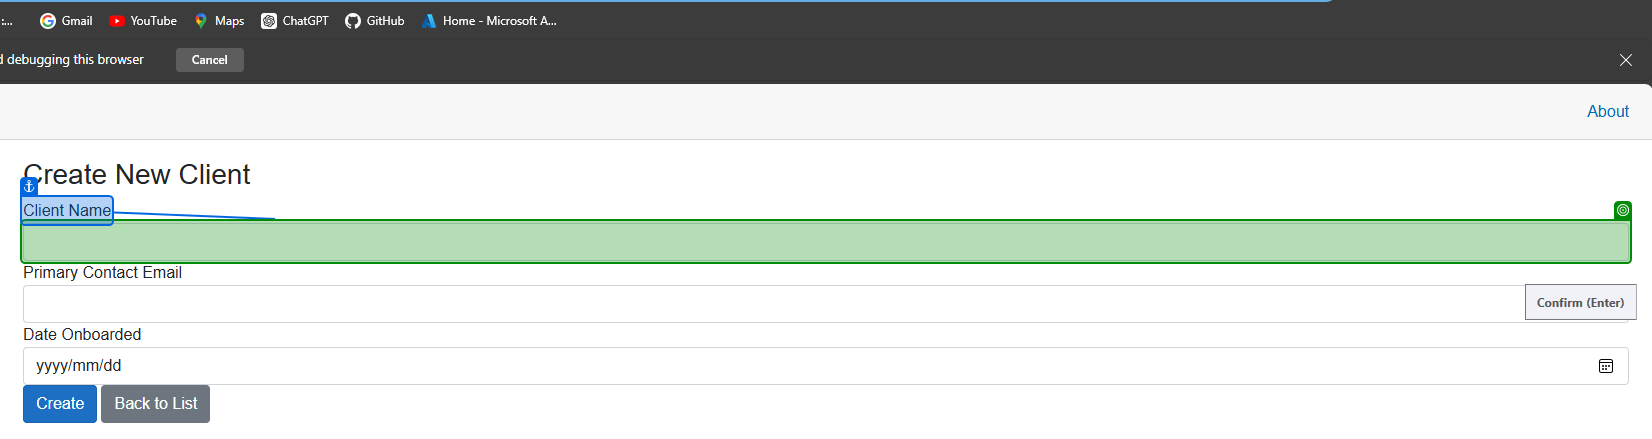 :... Gmail YouTube Maps ChatGPT GitHub Home - Microsoft A...
debugging this browser Cancel
About
Create New Client
Client Name
Primary Contact Email
Confirm (Enter)
Date Onboarded
yyyy/mm/dd
Create Back to List